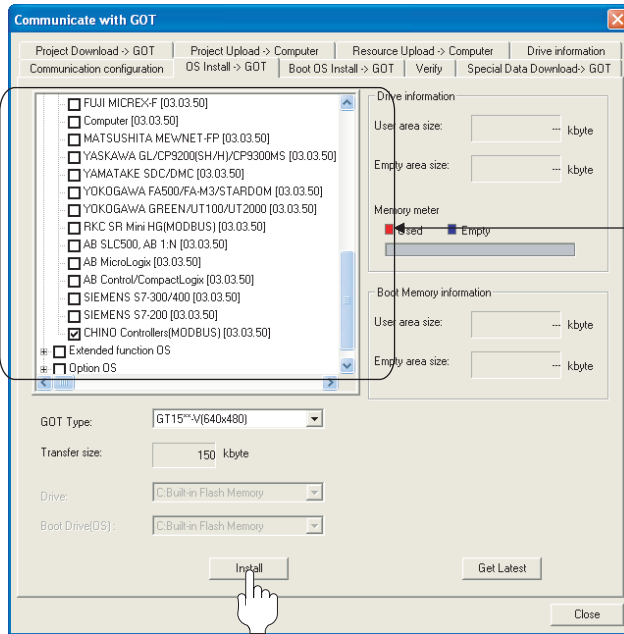 Communicate with GOT
Project Download -> GOT Project Upload -> Computer Resource Upload -> Computer Drive information
Communication configuration OS Install -> GOT Boot OS Install -> GOT Verify Special Data Download-> GOT
FUJI MICREX-F [03.03.50]
Computer [03.03.50]
MATSUSHITA MEWNET-FP [03.03.50]
YASKAWA GL/CP9200(SH/H)/CP9300MS [03.03.50]
YAMATAKE SDC/DMC [03.03.50]
YOKOGAWA FA500/FA-M3/STARDOM [03.03.50]
YOKOGAWA GREEN/UT100/UT2000 [03.03.50]
RKC SR Mini HG(MODBUS) [03.03.50]
AB SLC500, AB 1:N [03.03.50]
AB MicroLogix [03.03.50]
AB Control/CompactLogix [03.03.50]
SIEMENS S7-300/400 [03.03.50]
SIEMENS S7-200 [03.03.50]
CHINO Controllers(MODBUS) [03.03.50]
Extended function OS
Option OS
Drive information
User area size: --- kbyte
Empty area size: --- kbyte
Memory meter
Used Empty
Boot Memory information
User area size: --- kbyte
Empty area size: --- kbyte
GOT Type: GT15**-V(640x480)
Transfer size: 150 kbyte
Drive: C:Built-in Flash Memory
Boot Drive(OS) : C:Built-in Flash Memory
Install Get Latest
Close